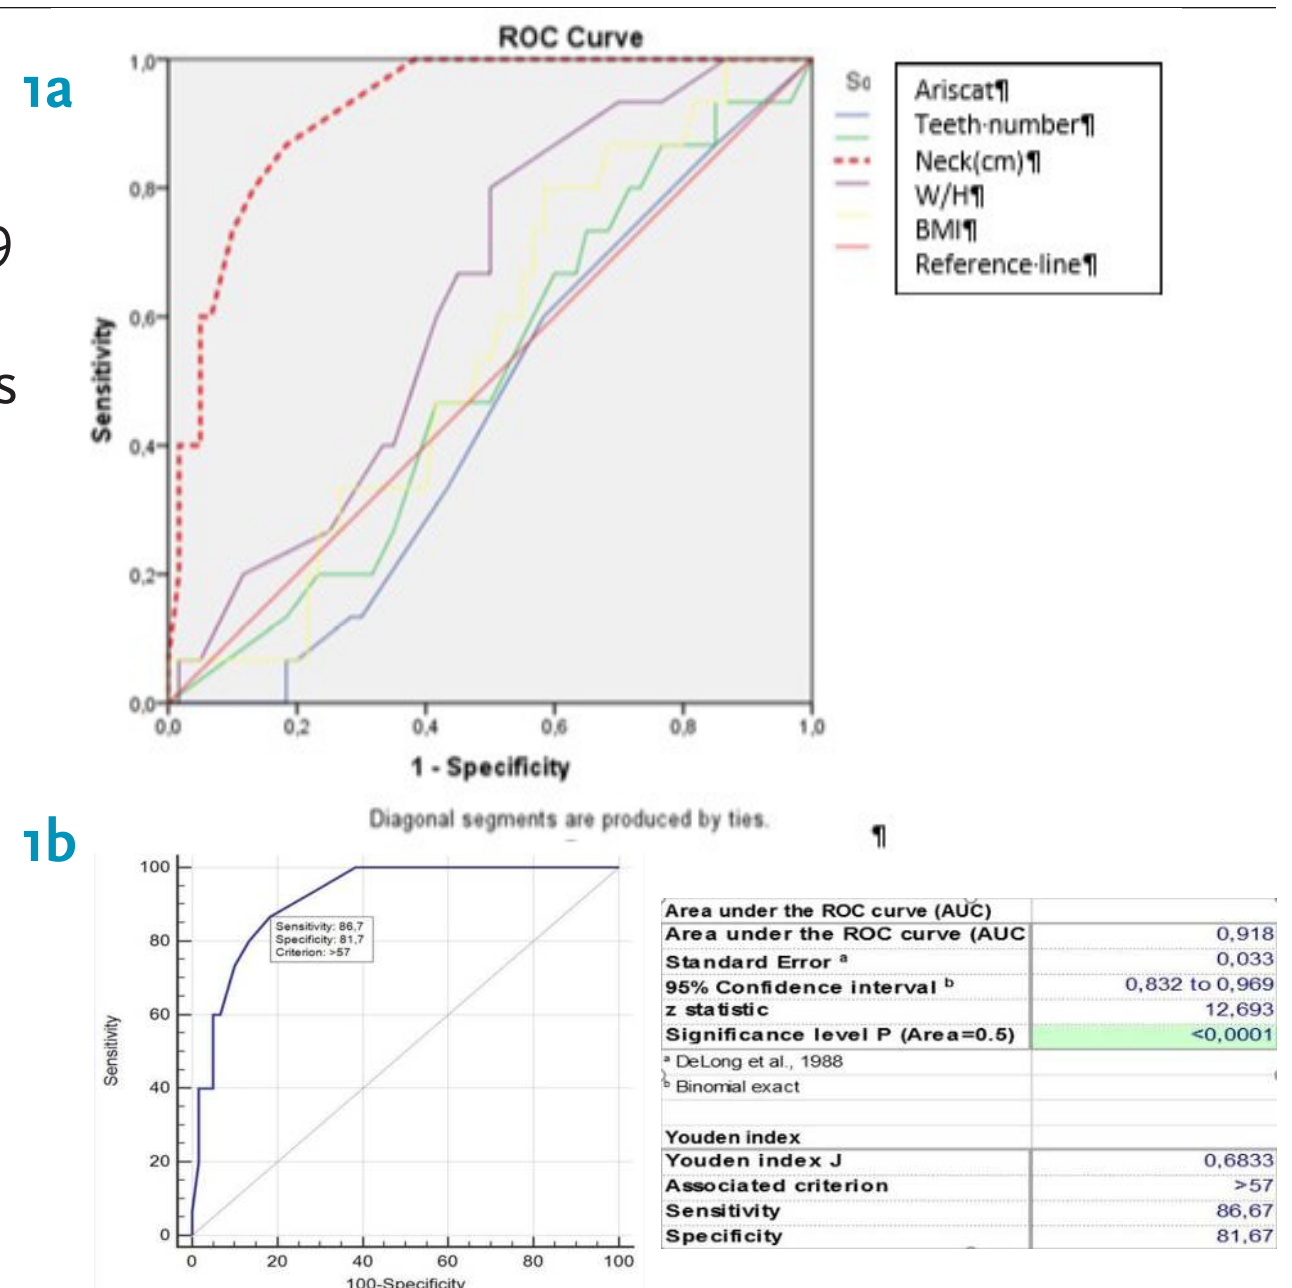 1a
9
s
ROC Curve
1,0
0,8
0,6
0,4
0,2
0,0
Sensitivity
0,0 0,2 0,4 0,6 0,8 1,0
1 - Specificity
Diagonal segments are produced by ties.
¶
So
Ariscat¶
Teeth·number¶
Neck(cm)¶
W/H¶
BMI¶
Reference·line¶
1b
100
80
60
40
20
0
Sensitivity
Sensitivity: 86,7
Specificity: 81,7
Criterion: >57
0 20 40 60 80 100
100-Specificity
Area under the ROC curve (AUC)
Area under the ROC curve (AUC 0,918
Standard Error a 0,033
95% Confidence interval b 0,832 to 0,969
z statistic 12,693
Significance level P (Area=0.5) <0,0001
a DeLong et al., 1988
b Binomial exact
Youden index
Youden index J 0,6833
Associated criterion >57
Sensitivity 86,67
Specificity 81,67